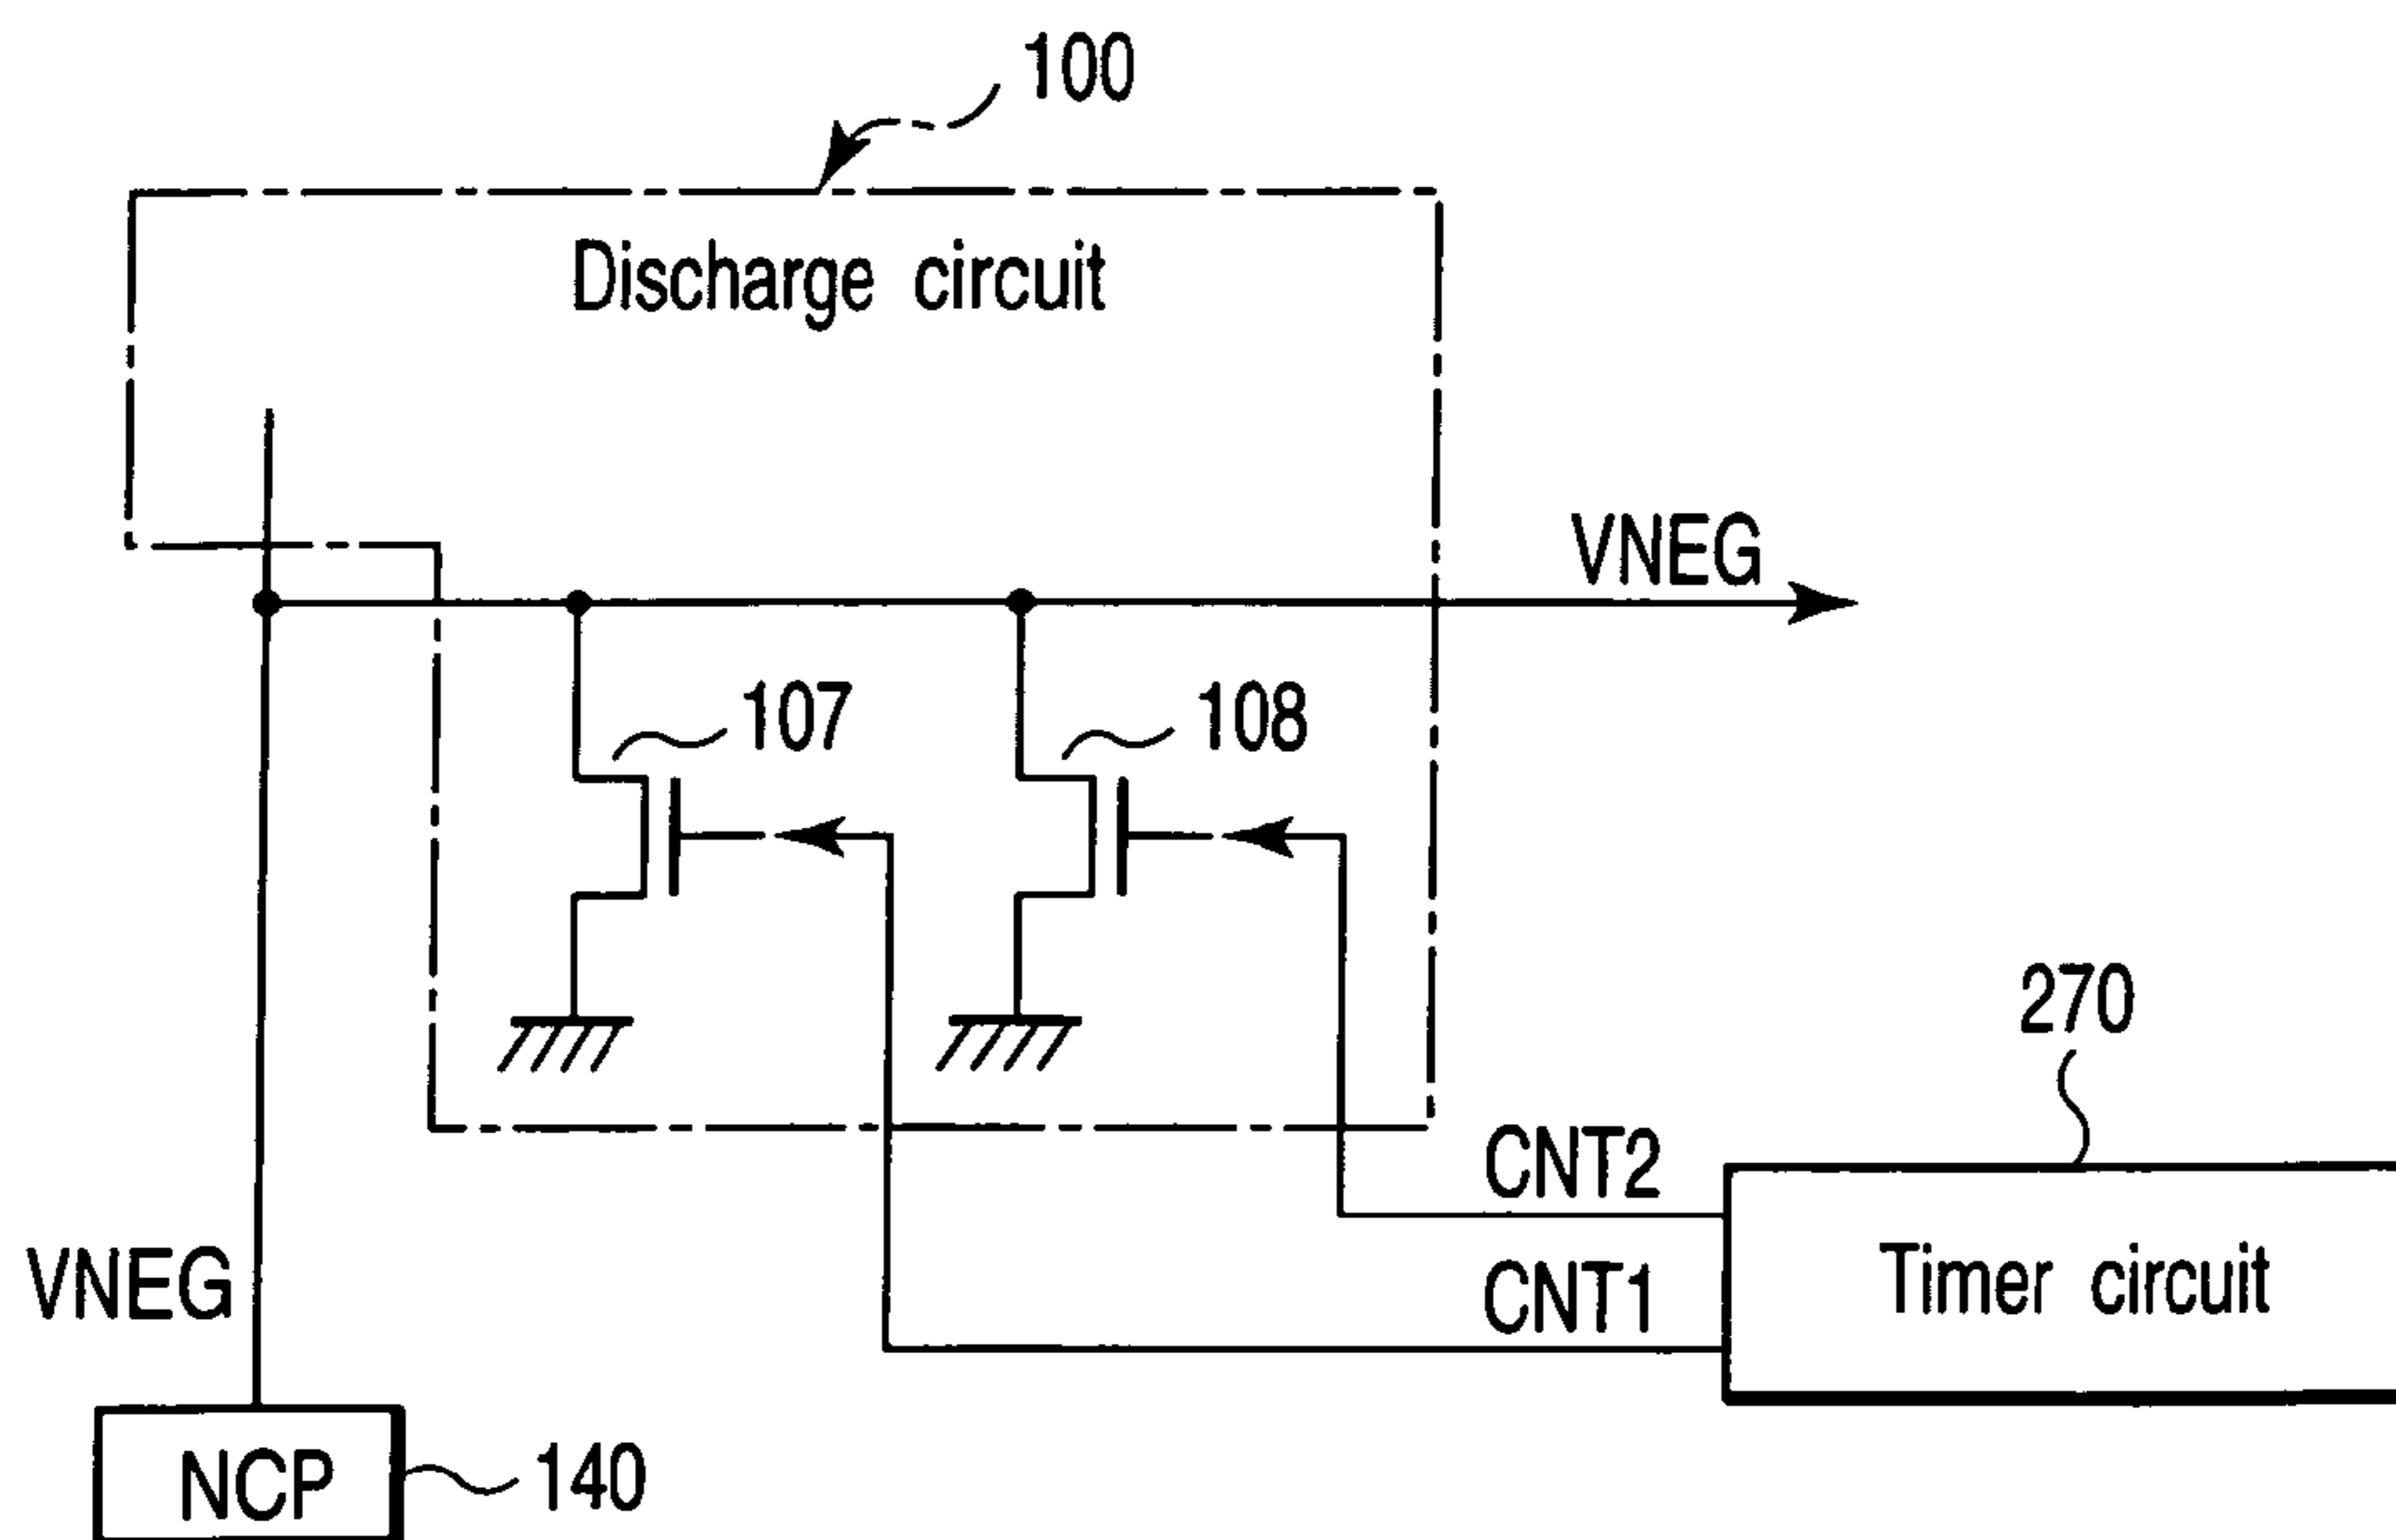 100
Discharge circuit
VNEG
107
108
270
CNT2
Timer circuit
CNT1
VNEG
NCP
140